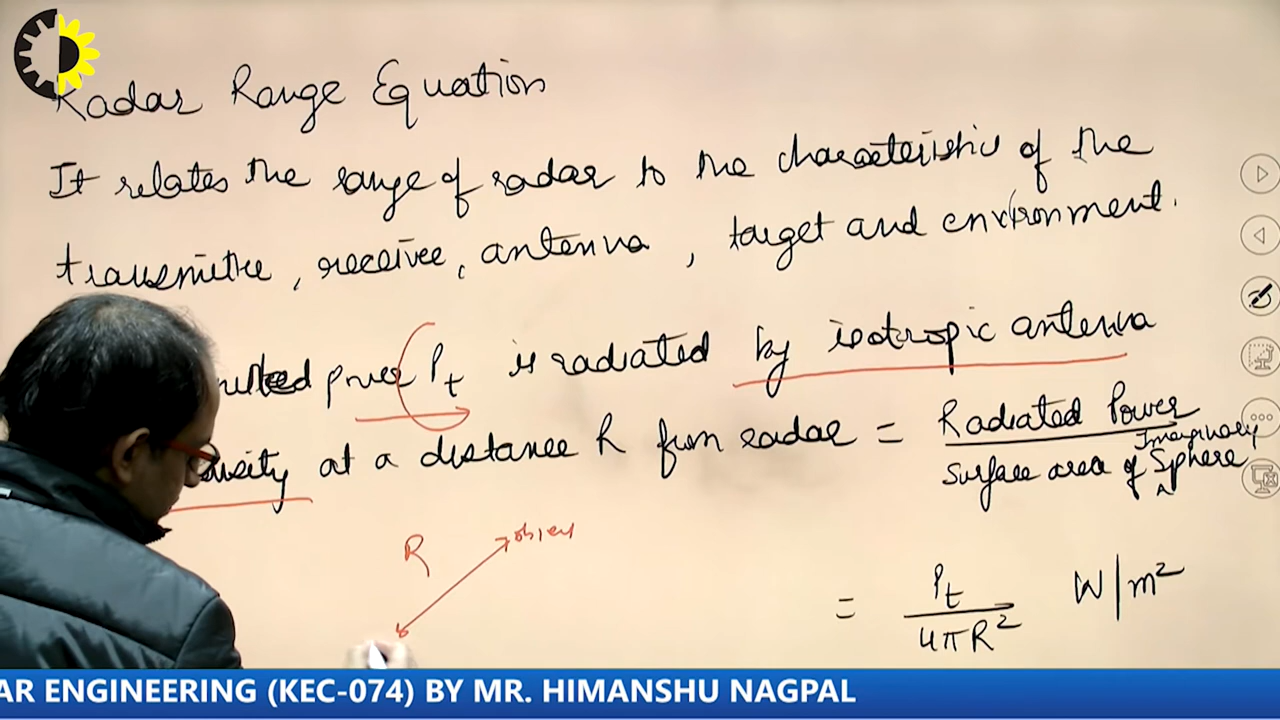 Radar Range Equation
It relates the range of radar to the characteristic of the
transmitter, receiver, antenna, target and environment.
power Pt is radiated by isotropic antenna
at a distance R from radar = Radiated Power
Surface area of Imaginary Sphere
R object
= Pt / 4πR² W/m²
AR ENGINEERING (KEC-074) BY MR. HIMANSHU NAGPAL